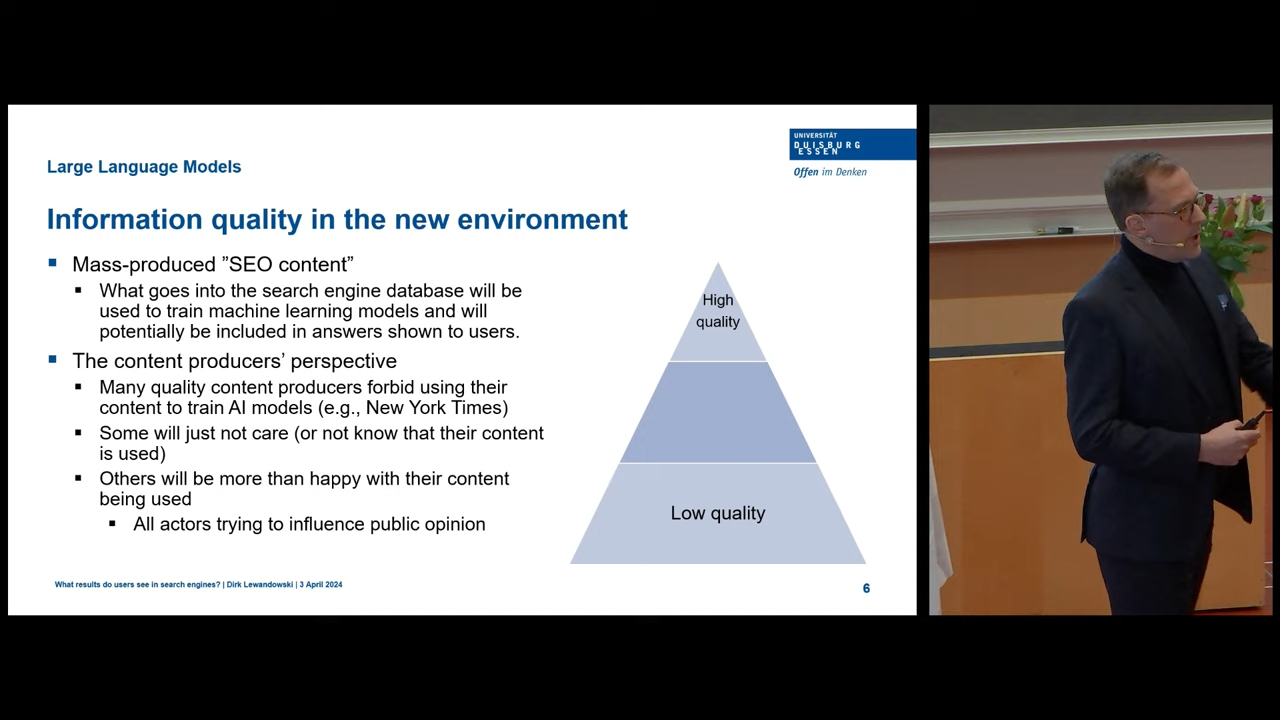 UNIVERSITÄT
DUISBURG
ESSEN
Offen im Denken
Large Language Models
Information quality in the new environment
Mass-produced ”SEO content”
What goes into the search engine database will be
used to train machine learning models and will
potentially be included in answers shown to users.
The content producers’ perspective
Many quality content producers forbid using their
content to train AI models (e.g., New York Times)
Some will just not care (or not know that their content
is used)
Others will be more than happy with their content
being used
All actors trying to influence public opinion
High
quality
Low quality
What results do users see in search engines? | Dirk Lewandowski | 3 April 2024
6